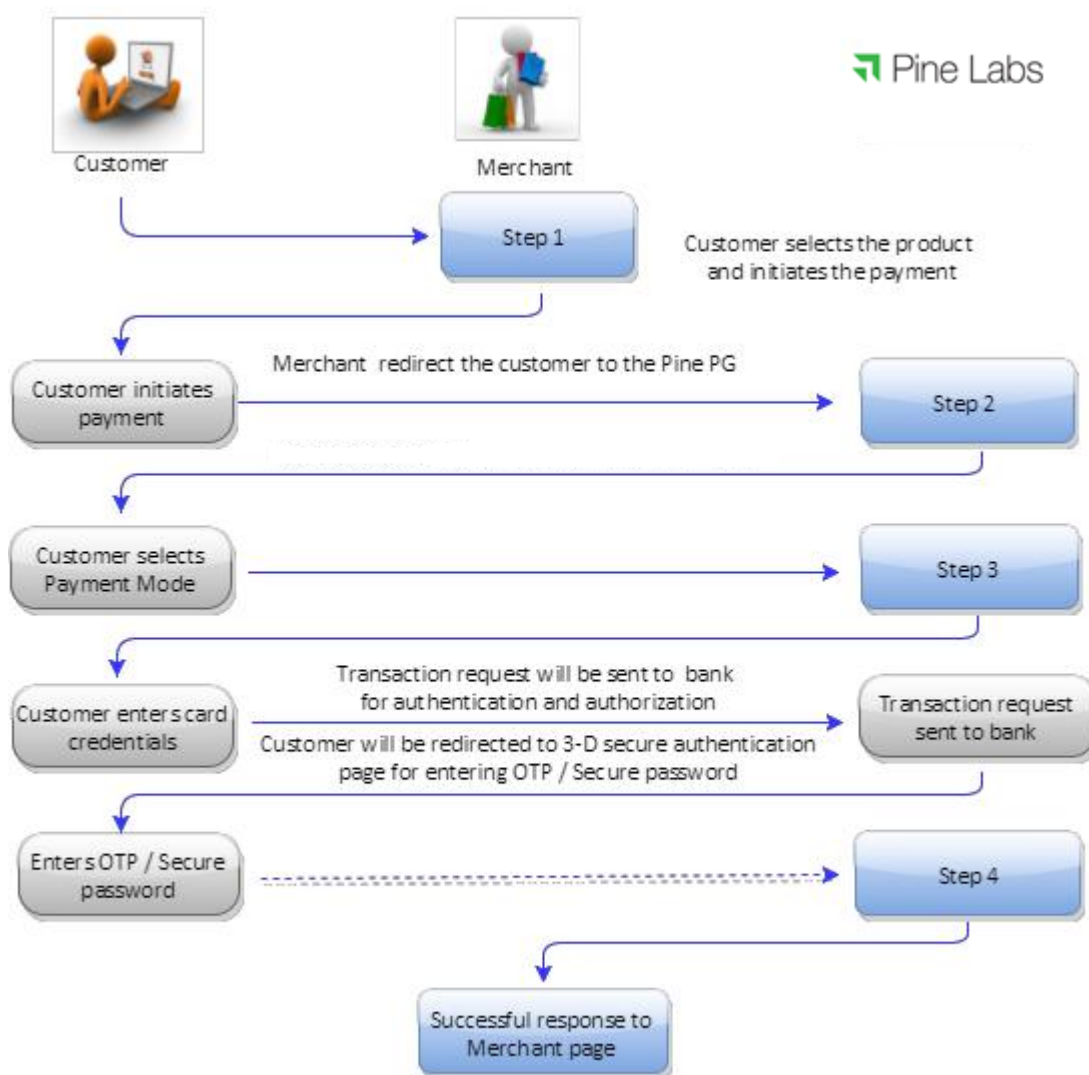 Pine Labs
Customer
Merchant
Step 1
Customer selects the product
and initiates the payment
Merchant redirect the customer to the Pine PG
Customer initiates
payment
Step 2
Customer selects
Payment Mode
Step 3
Transaction request will be sent to bank
for authentication and authorization
Customer enters card
credentials
Transaction request
sent to bank
Customer will be redirected to 3-D secure authentication
page for entering OTP / Secure password
Enters OTP / Secure
password
Step 4
Successful response to
Merchant page